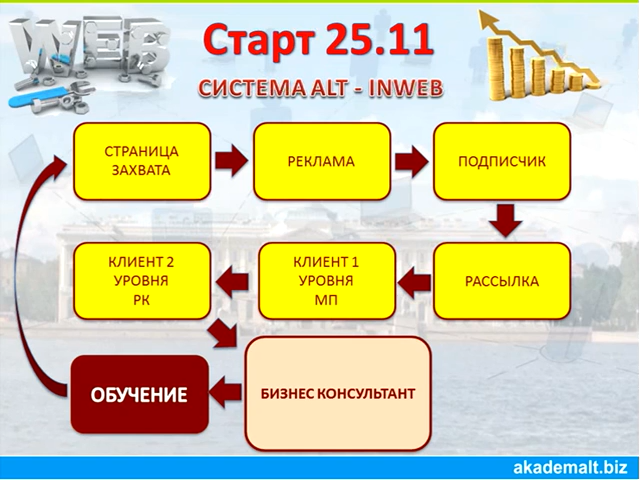 WEB
Старт 25.11
СИСТЕМА ALT - INWEB
СТРАНИЦА
ЗАХВАТА
РЕКЛАМА
ПОДПИСЧИК
КЛИЕНТ 2
УРОВНЯ
РК
КЛИЕНТ 1
УРОВНЯ
МП
РАССЫЛКА
ОБУЧЕНИЕ
БИЗНЕС КОНСУЛЬТАНТ
akademalt.biz